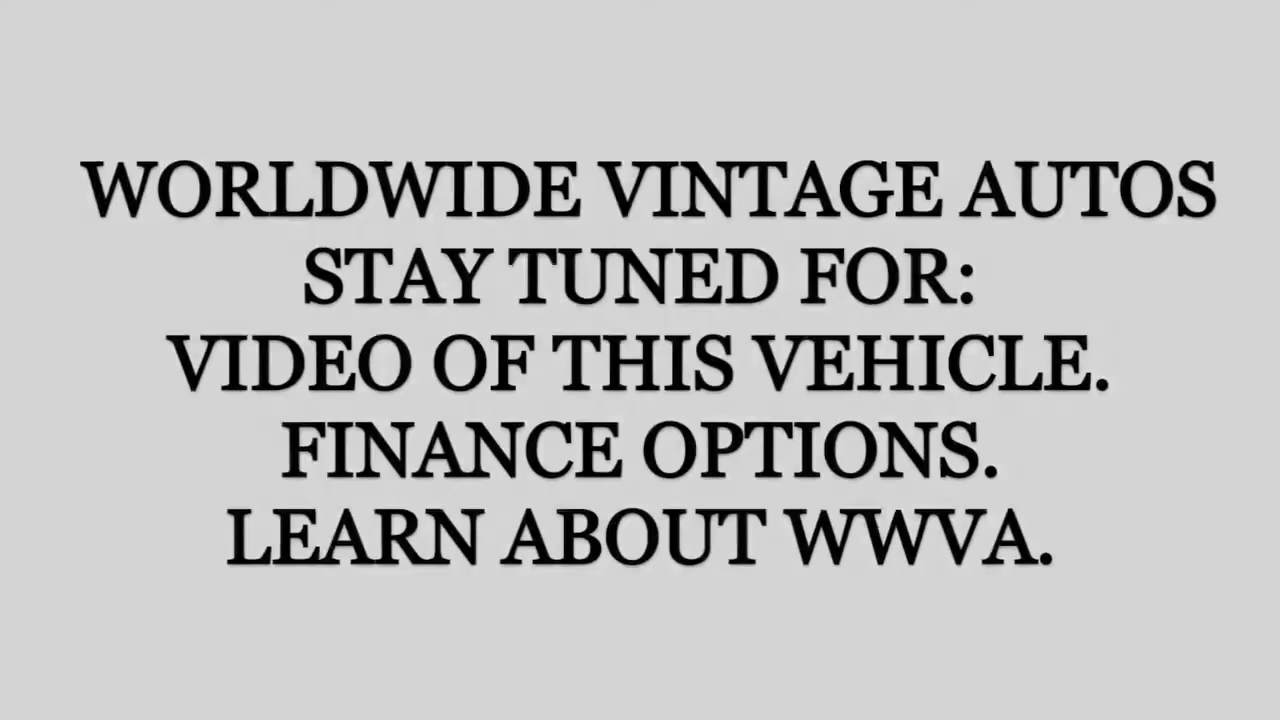 WORLDWIDE VINTAGE AUTOS
STAY TUNED FOR:
VIDEO OF THIS VEHICLE.
FINANCE OPTIONS.
LEARN ABOUT WWVA.